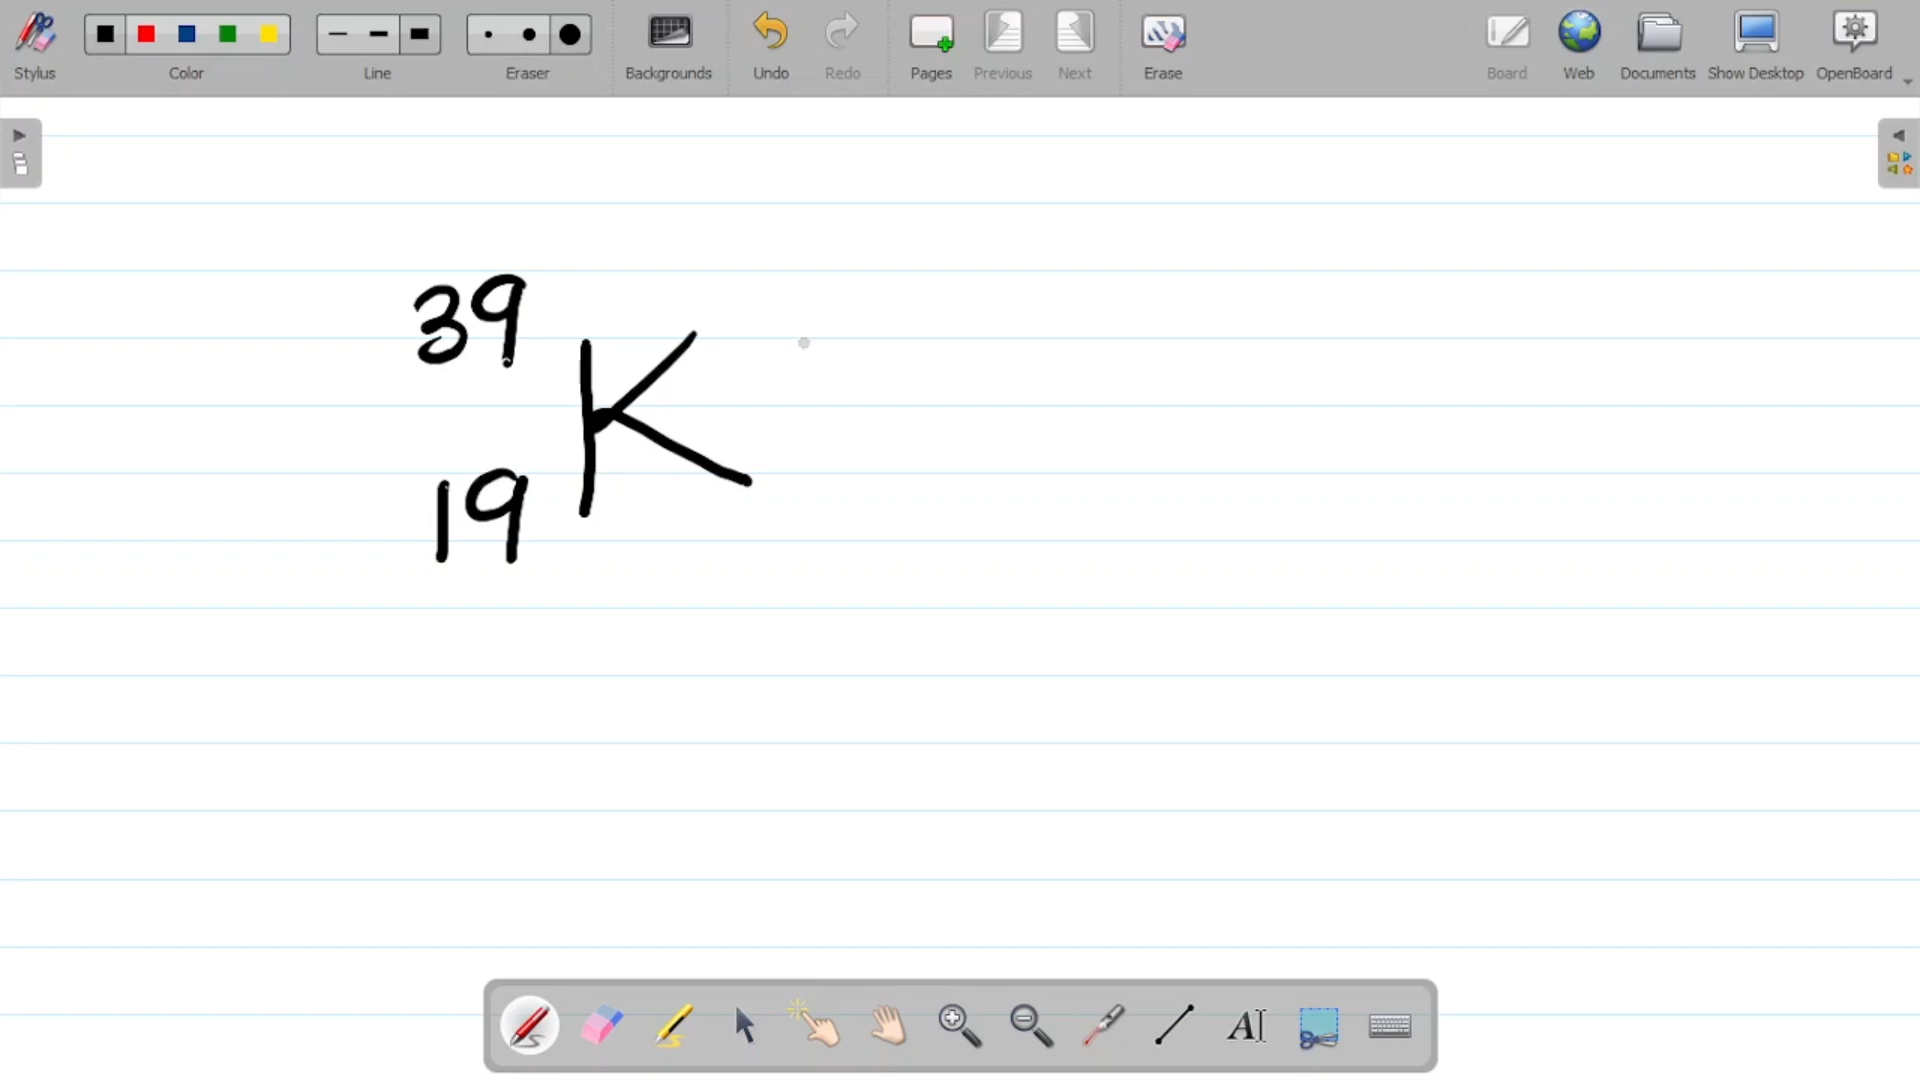 Stylus Color Line Eraser Backgrounds Undo Redo Pages Previous Next Erase Board Web Documents Show Desktop OpenBoard
39
K
19